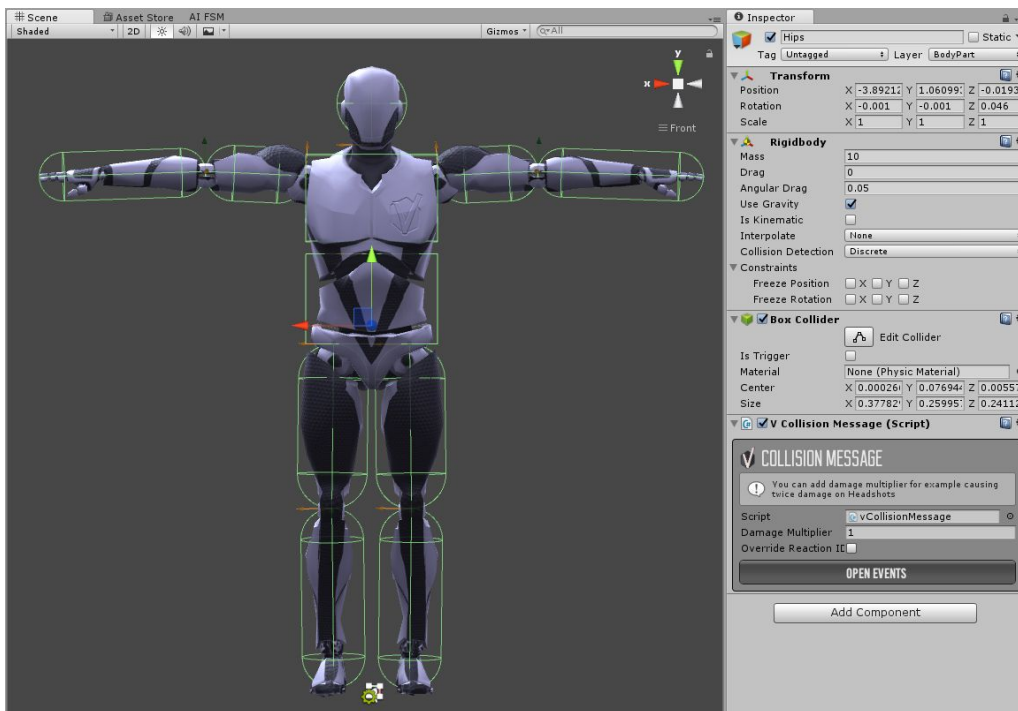 Scene
Asset Store
AI FSM
Shaded
2D
Gizmos
All
y
x
Front
Inspector
Hips
Static
Tag Untagged
Layer BodyPart
Transform
Position X -3.89212 Y 1.06099 Z -0.0193
Rotation X -0.001 Y -0.001 Z 0.046
Scale X 1 Y 1 Z 1
Rigidbody
Mass 10
Drag 0
Angular Drag 0.05
Use Gravity
Is Kinematic
Interpolate None
Collision Detection Discrete
Constraints
Freeze Position X Y Z
Freeze Rotation X Y Z
Box Collider
Edit Collider
Is Trigger
Material None (Physic Material)
Center X 0.00026 Y 0.07694 Z 0.00557
Size X 0.37782 Y 0.25995 Z 0.24112
V Collision Message (Script)
COLLISION MESSAGE
You can add damage multiplier for example causing
twice damage on Headshots
Script vCollisionMessage
Damage Multiplier 1
Override Reaction ID
OPEN EVENTS
Add Component